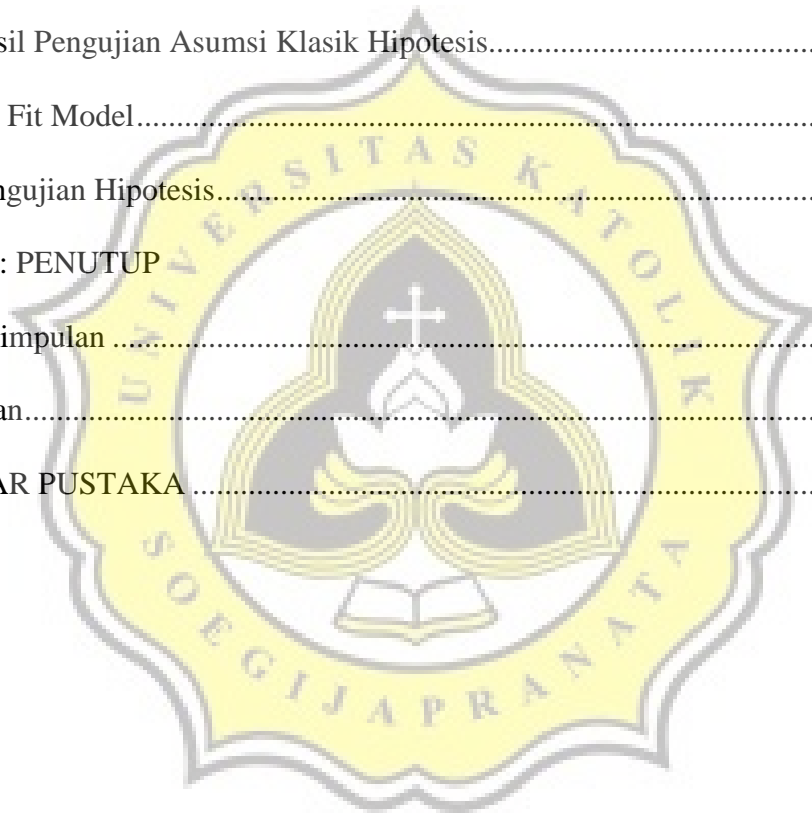 sil Pengujian Asumsi Klasik Hipotesis
Fit Model
ngujian Hipotesis
: PENUTUP
impulan
an
AR PUSTAKA
UNIVERSITAS KATOLIK
SOEGIJAPRANATA